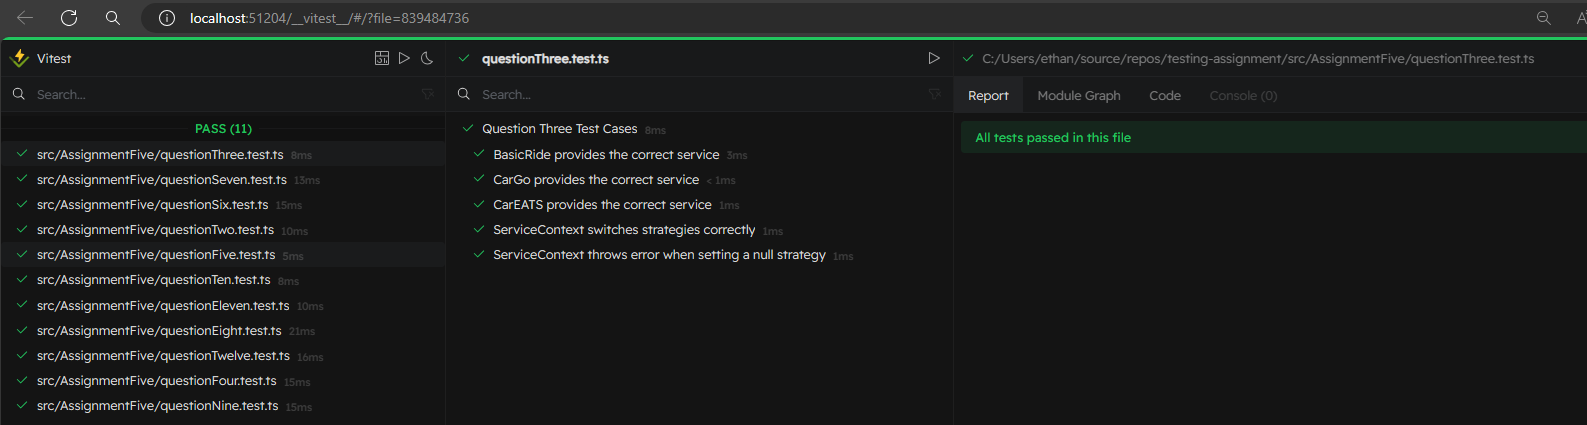 localhost:51204/__vitest__/#/?file=839484736
Vitest
Search...
PASS (11)
src/AssignmentFive/questionThree.test.ts 8ms
src/AssignmentFive/questionSeven.test.ts 13ms
src/AssignmentFive/questionSix.test.ts 15ms
src/AssignmentFive/questionTwo.test.ts 10ms
src/AssignmentFive/questionFive.test.ts 5ms
src/AssignmentFive/questionTen.test.ts 8ms
src/AssignmentFive/questionEleven.test.ts 10ms
src/AssignmentFive/questionEight.test.ts 21ms
src/AssignmentFive/questionTwelve.test.ts 16ms
src/AssignmentFive/questionFour.test.ts 15ms
src/AssignmentFive/questionNine.test.ts 15ms
questionThree.test.ts
Search...
Question Three Test Cases 8ms
BasicRide provides the correct service 3ms
CarGo provides the correct service < 1ms
CarEATS provides the correct service 1ms
ServiceContext switches strategies correctly 1ms
ServiceContext throws error when setting a null strategy 1ms
C:/Users/ethan/source/repos/testing-assignment/src/AssignmentFive/questionThree.test.ts
Report Module Graph Code Console (0)
All tests passed in this file